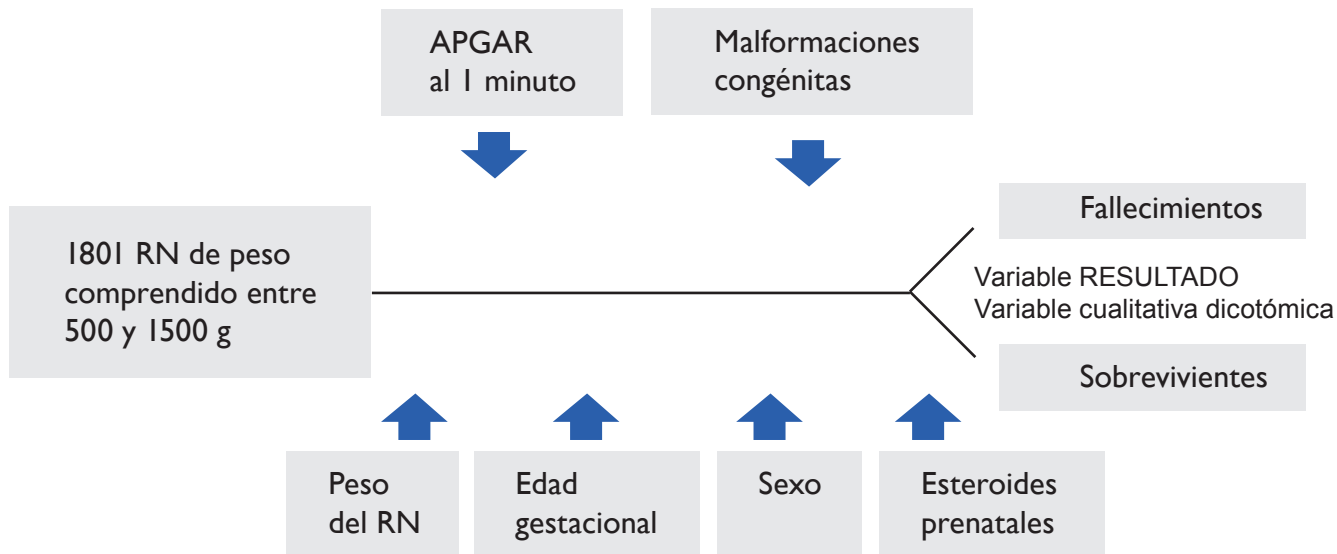 APGAR
al 1 minuto
Malformaciones
congénitas
1801 RN de peso
comprendido entre
500 y 1500 g
Fallecimientos
Variable RESULTADO
Variable cualitativa dicotómica
Sobrevivientes
Peso
del RN
Edad
gestacional
Sexo
Esteroides
prenatales